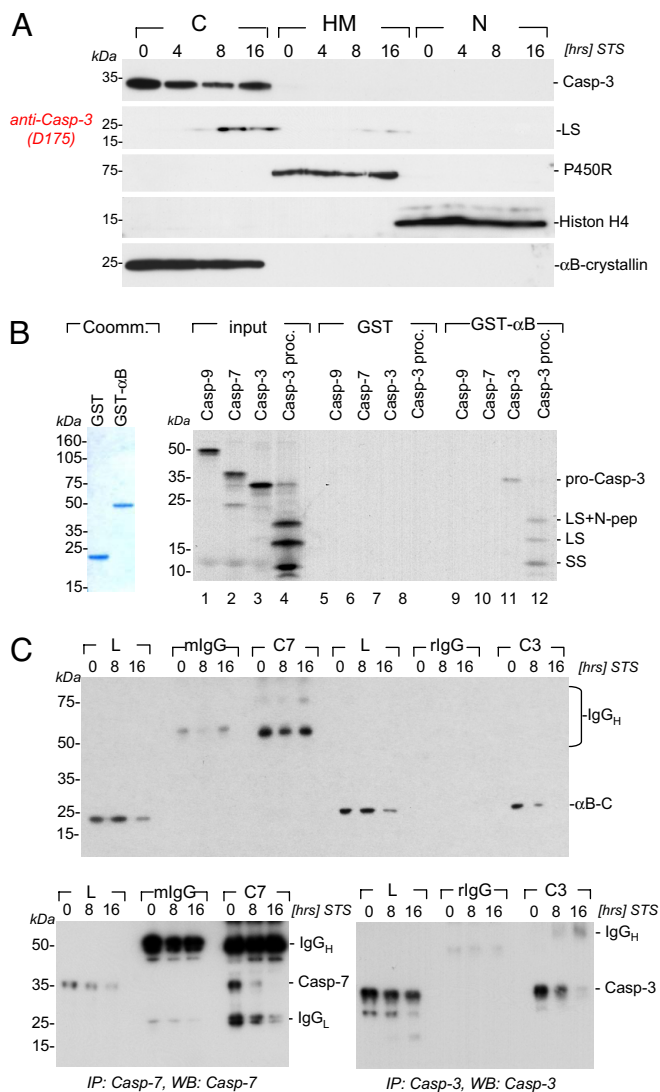 A
C HM N
kDa 0 4 8 16 0 4 8 16 0 4 8 16 [hrs] STS
35- - Casp-3
anti-Casp-3
(D175)
25-
15-
-LS
75- - P450R
15- -Histon H4
25- -αB-crystallin
B
Coomm. input GST GST-αB
GST GST-αB Casp-9 Casp-7 Casp-3 Casp-3 proc. Casp-9 Casp-7 Casp-3 Casp-3 proc. Casp-9 Casp-7 Casp-3 Casp-3 proc.
kDa
160-
105-
75-
50-
35-
25-
15-
kDa
50-
35-
25-
15-
10-
pro-Casp-3
LS+N-pep
LS
SS
1 2 3 4 5 6 7 8 9 10 11 12
C
L mIgG C7 L rIgG C3
0 8 16 0 8 16 0 8 16 0 8 16 0 8 16 0 8 16 [hrs] STS
kDa
75-
50-
35-
25-
15-
-IgGH
-αB-C
L mIgG C7
0 8 16 0 8 16 0 8 16 [hrs] STS
kDa
50- - IgGH
35- - Casp-7
25- - IgGL
IP: Casp-7, WB: Casp-7
L rIgG C3
0 8 16 0 8 16 0 8 16 [hrs] STS
- IgGH
- Casp-3
IP: Casp-3, WB: Casp-3